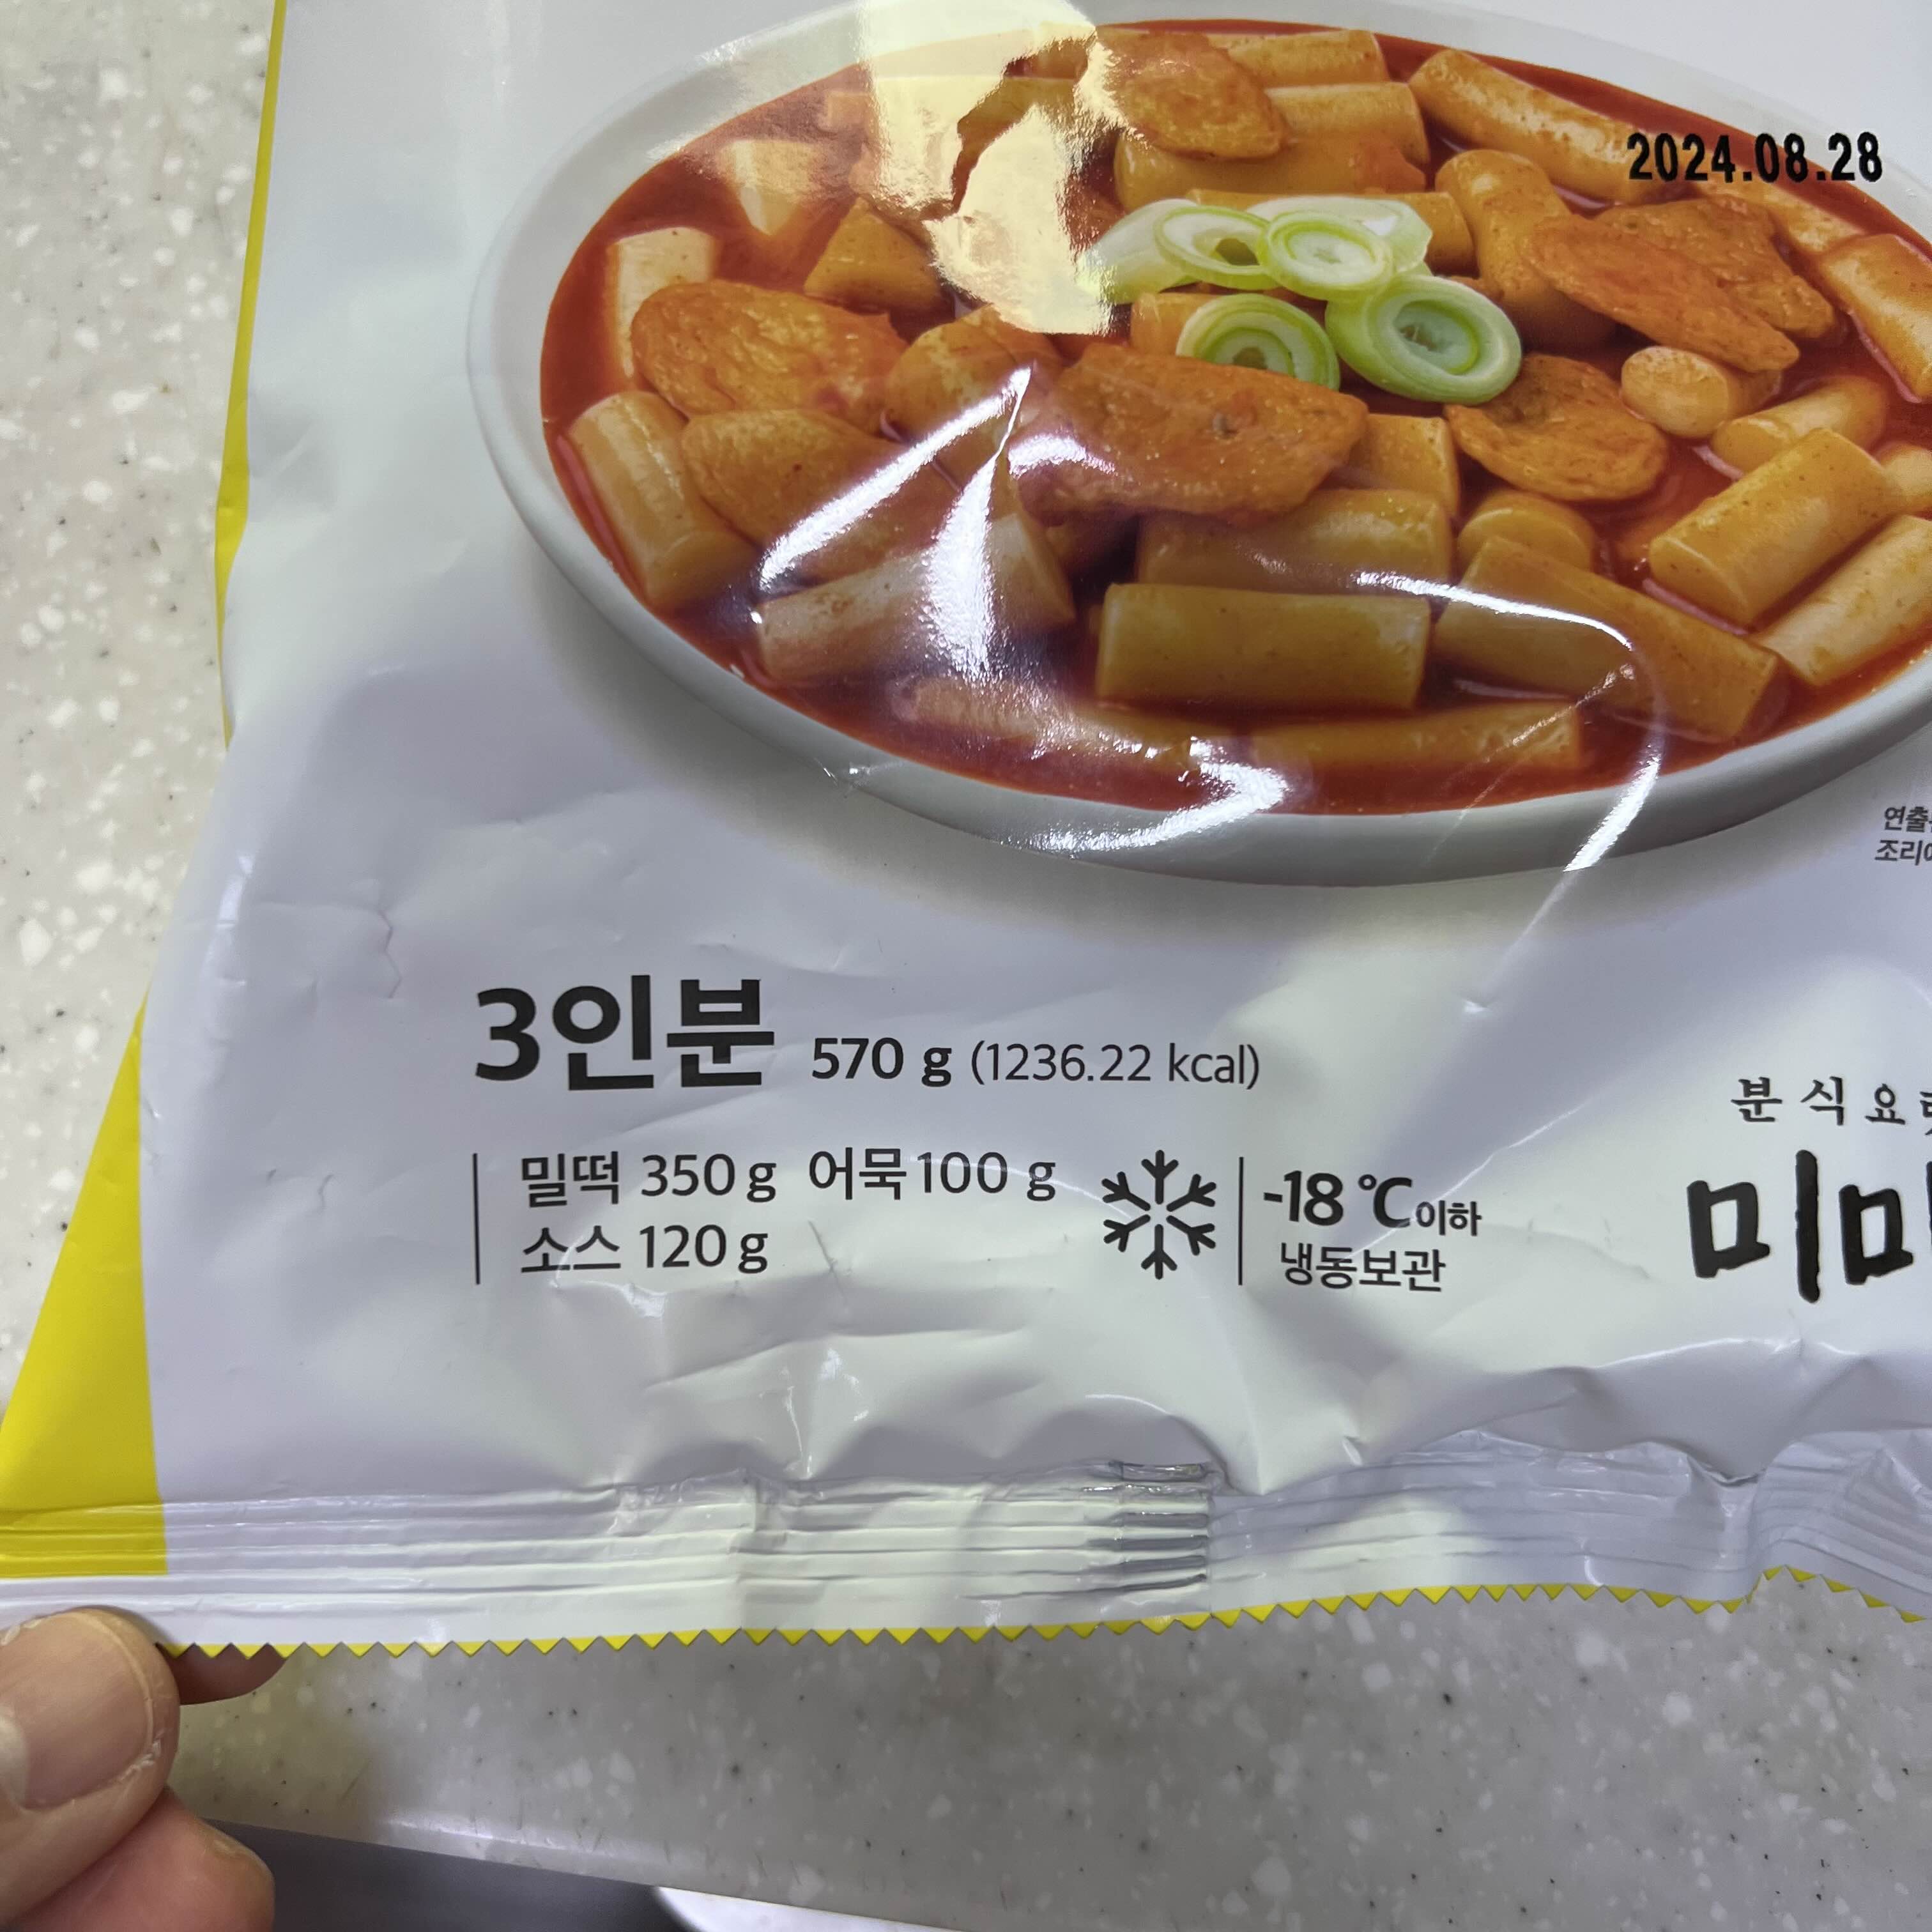 2024.08.28
3인분 570 g (1236.22 kcal)
밀떡 350 g 어묵 100 g
소스 120 g
-18 ℃ 이하
냉동보관